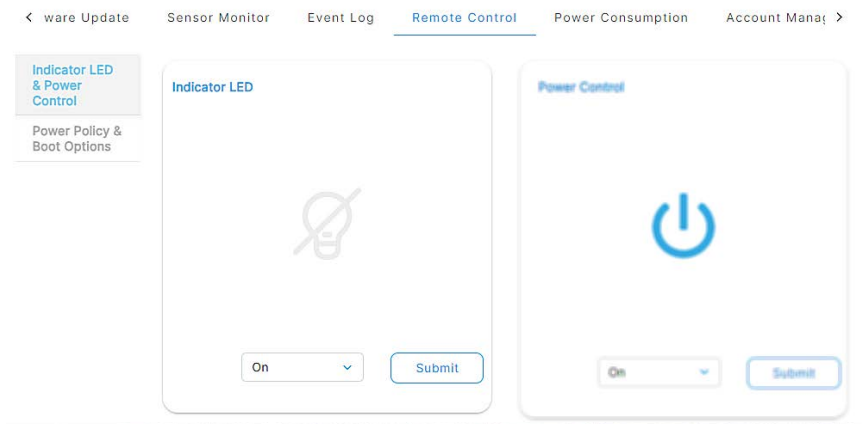 ware Update Sensor Monitor Event Log Remote Control Power Consumption Account Manag
Indicator LED
& Power
Control
Power Policy &
Boot Options
Indicator LED
On
Submit
Power Control
On
Submit